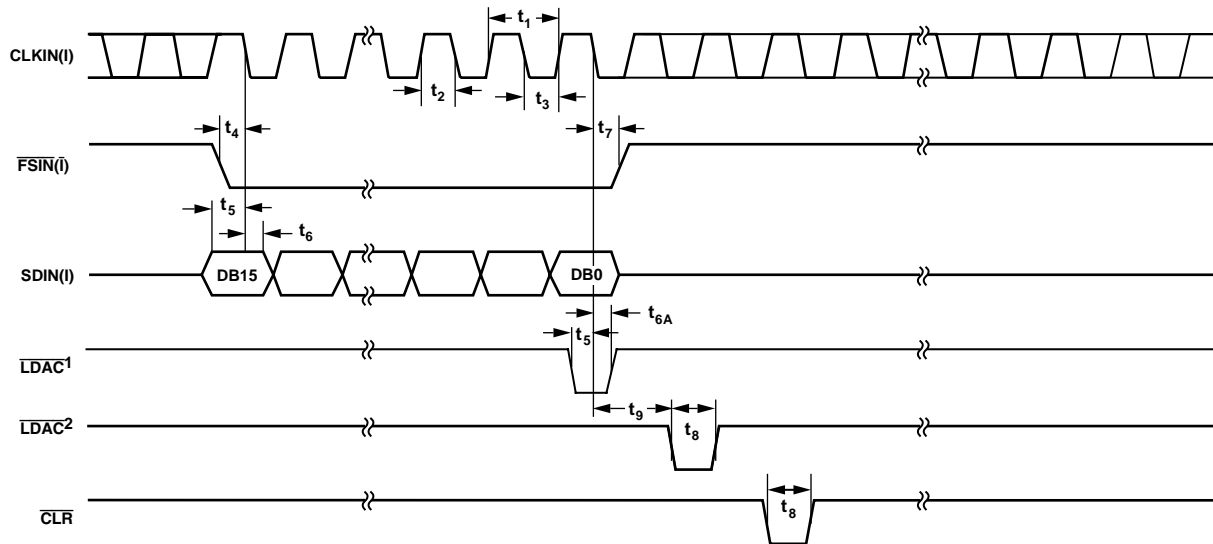 t1
CLKIN(I)
t2
t3
t4
t7
FSIN(I)
t5
t6
SDIN(I)
DB15
DB0
t6A
t5
LDAC1
t9
t8
LDAC2
t8
CLR